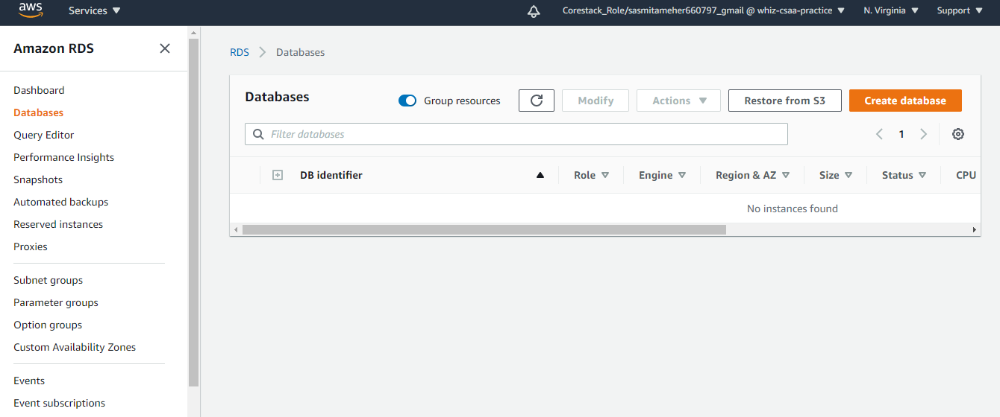 aws Services Corestack_Role/sasmitameher660797_gmail @ whiz-csaa-practice N. Virginia Support
Amazon RDS
Dashboard
Databases
Query Editor
Performance Insights
Snapshots
Automated backups
Reserved instances
Proxies
Subnet groups
Parameter groups
Option groups
Custom Availability Zones
Events
Event subscriptions
RDS Databases
Databases Group resources Modify Actions Restore from S3 Create database
Filter databases 1
DB identifier Role Engine Region & AZ Size Status CPU
No instances found